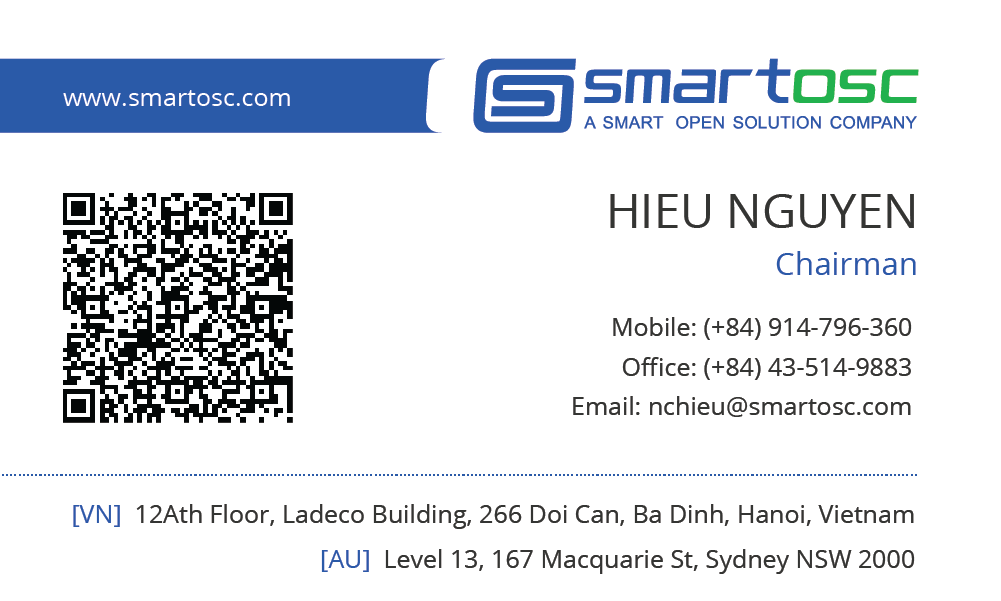 www.smartosc.com
smartosc
A SMART OPEN SOLUTION COMPANY
HIEU NGUYEN
Chairman
Mobile: (+84) 914-796-360
Office: (+84) 43-514-9883
Email: nchieu@smartosc.com
[VN] 12Ath Floor, Ladeco Building, 266 Doi Can, Ba Dinh, Hanoi, Vietnam
[AU] Level 13, 167 Macquarie St, Sydney NSW 2000